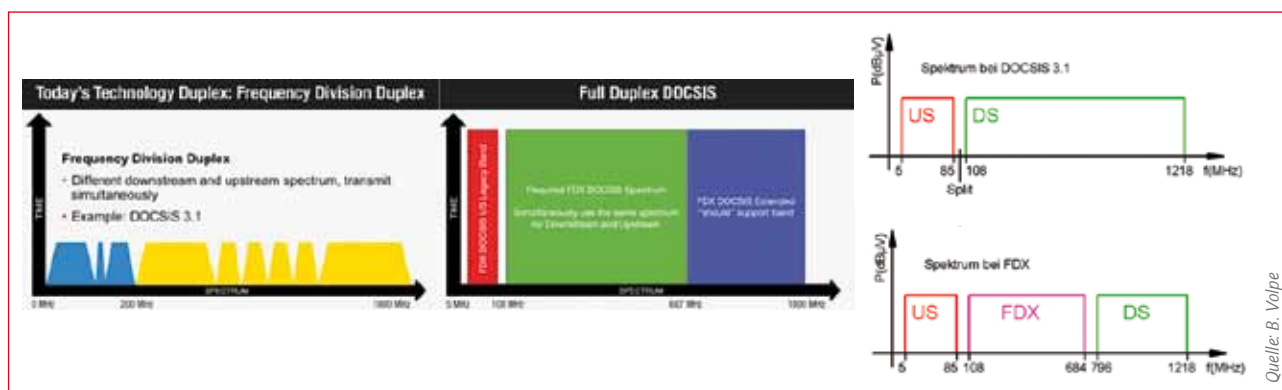 Today's Technology Duplex: Frequency Division Duplex
TIME
Frequency Division Duplex
• Different downstream and upstream spectrum, transmit
simultaneously
• Example: DOCSIS 3.1
SPECTRUM
0 MHz
200 MHz
Full Duplex DOCSIS
TIME
FDX DOCSIS US Legacy Band
Required FDX DOCSIS Spectrum
Simultaneously use the same spectrum
for Downstream and Upstream
FDX DOCSIS Extended
"should" support band
SPECTRUM
5 MHz
108 MHz
P(dBµV)
Spektrum bei DOCSIS 3.1
US
DS
5
85
108
1218
f(MHz)
Split
P(dBµV)
Spektrum bei FDX
US
FDX
DS
5
85
108
684
796
1218
f(MHz)
Quelle: B. Volpe